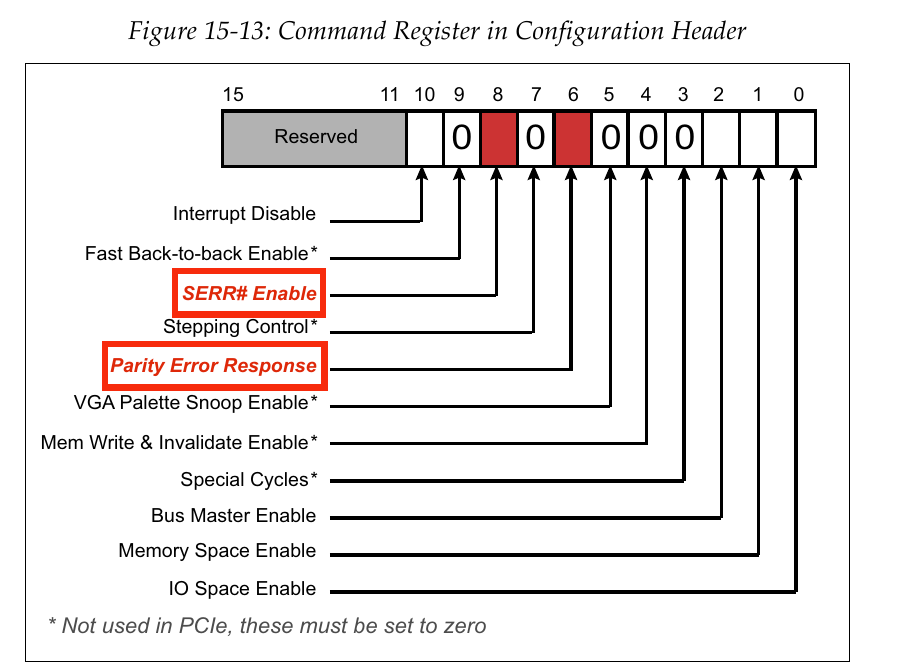 Figure 15-13: Command Register in Configuration Header
15 11 10 9 8 7 6 5 4 3 2 1 0
Reserved 0 0 0 0 0
Interrupt Disable
Fast Back-to-back Enable*
SERR# Enable
Stepping Control*
Parity Error Response
VGA Palette Snoop Enable*
Mem Write & Invalidate Enable*
Special Cycles*
Bus Master Enable
Memory Space Enable
IO Space Enable
* Not used in PCIe, these must be set to zero